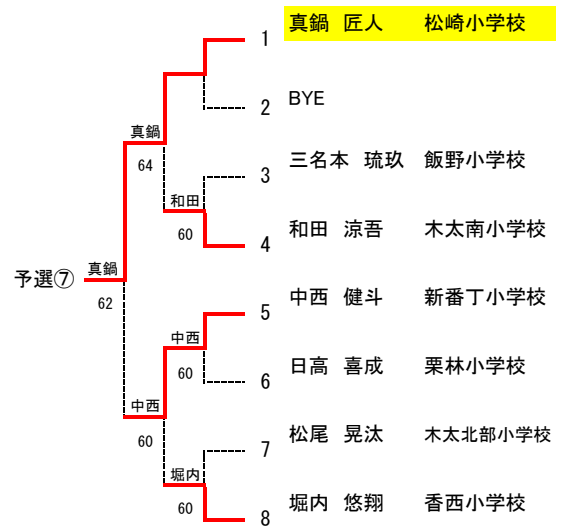 1 真鍋 匠人 松崎小学校
2 BYE
真鍋
64
3 三名本 琉玖 飯野小学校
和田
60
4 和田 涼吾 木太南小学校
予選⑦
真鍋
62
5 中西 健斗 新番丁小学校
中西
60
6 日高 喜成 栗林小学校
中西
60
7 松尾 晃汰 木太北部小学校
堀内
60
8 堀内 悠翔 香西小学校